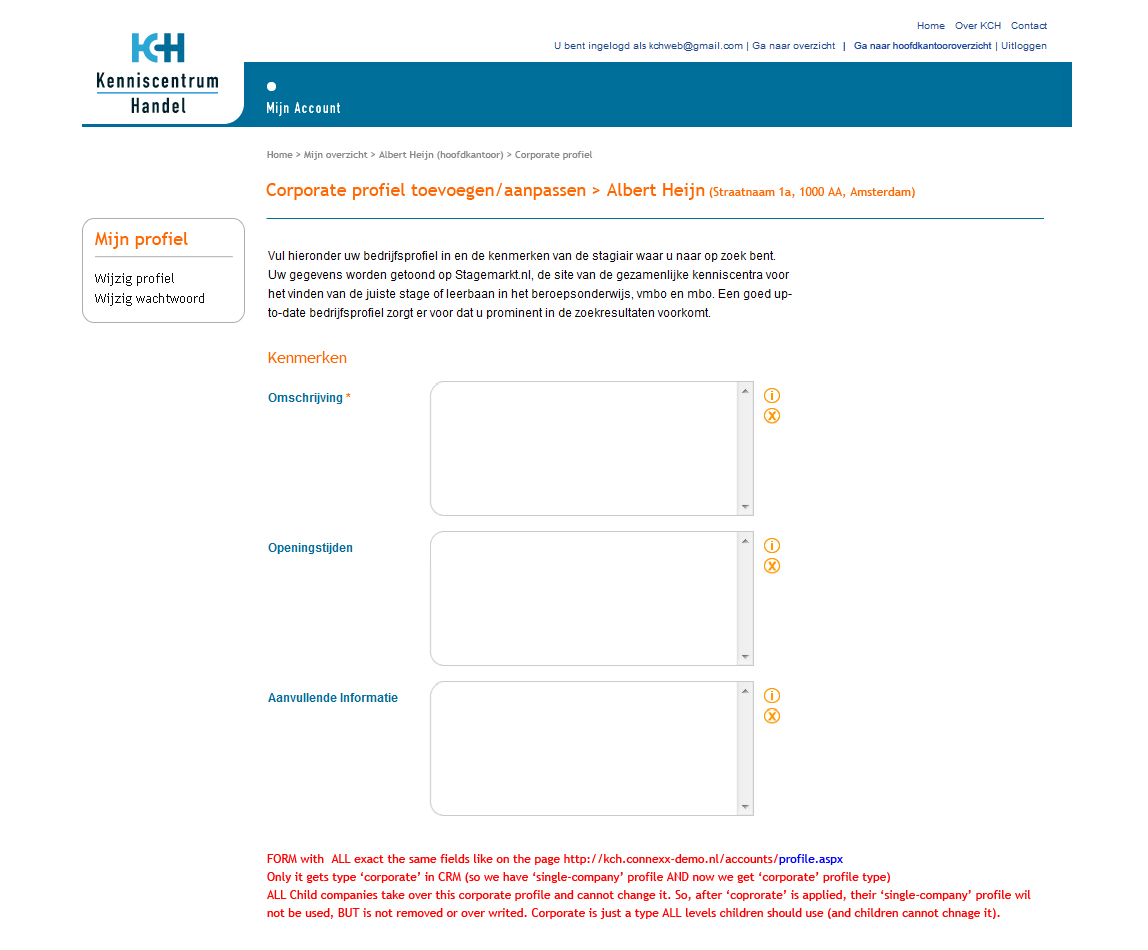 Home Over KCH Contact
U bent ingelogd als kchweb@gmail.com | Ga naar overzicht | Ga naar hoofdkantooroverzicht | Uitloggen
KCH
Kenniscentrum
Handel
Mijn Account
Home > Mijn overzicht > Albert Heijn (hoofdkantoor) > Corporate profiel
Corporate profiel toevoegen/aanpassen > Albert Heijn (Straatnaam 1a, 1000 AA, Amsterdam)
Mijn profiel
Wijzig profiel
Wijzig wachtwoord
Vul hieronder uw bedrijfsprofiel in en de kenmerken van de stagiair waar u naar op zoek bent.
Uw gegevens worden getoond op Stagemarkt.nl, de site van de gezamenlijke kenniscentra voor
het vinden van de juiste stage of leerbaan in het beroepsonderwijs, vmbo en mbo. Een goed up-
to-date bedrijfsprofiel zorgt er voor dat u prominent in de zoekresultaten voorkomt.
Kenmerken
Omschrijving *
i
X
Openingstijden
i
X
Aanvullende Informatie
i
X
FORM with ALL exact the same fields like on the page http://kch.connexx-demo.nl/accounts/profile.aspx
Only it gets type ‘corporate’ in CRM (so we have ‘single-company’ profile AND now we get ‘corporate’ profile type)
ALL Child companies take over this corporate profile and cannot change it. So, after ‘coprorate’ is applied, their ‘single-company’ profile wil
not be used, BUT is not removed or over writed. Corporate is just a type ALL levels children should use (and children cannot chnage it).